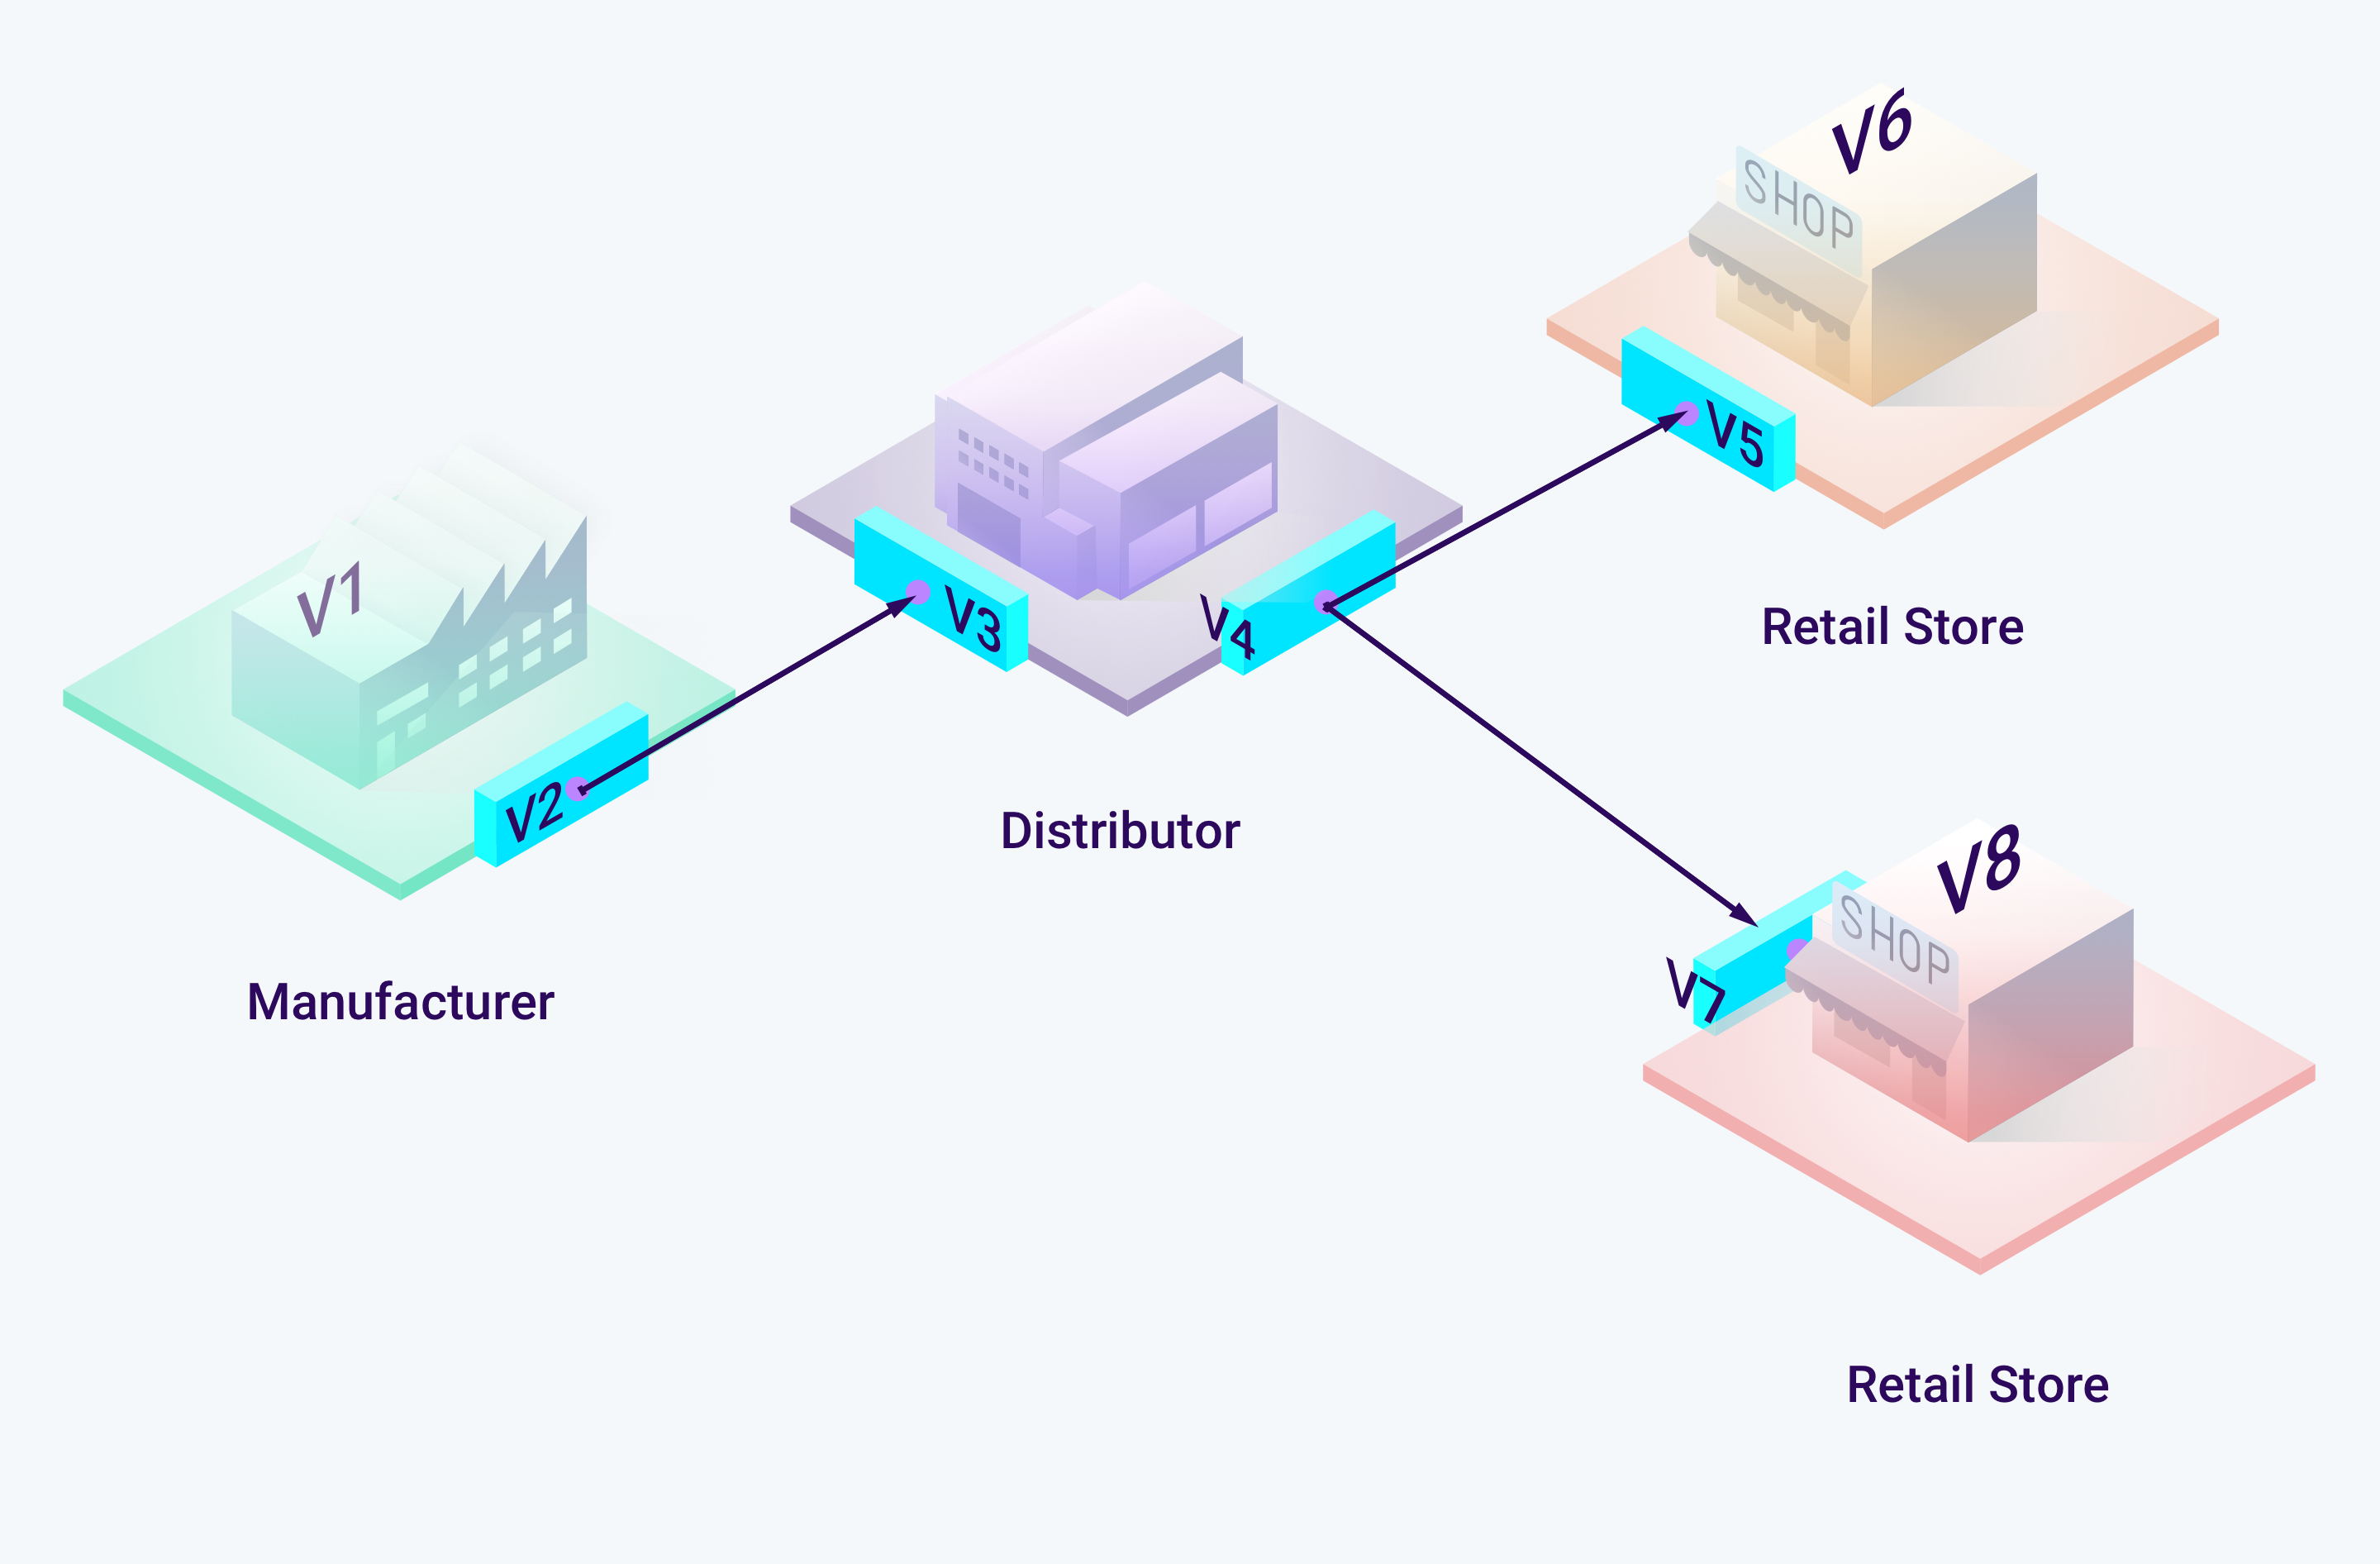 V6
SHOP
V5
Retail Store
V1
V3
V4
V2
Distributor
V8
SHOP
V7
Manufacturer
Retail Store